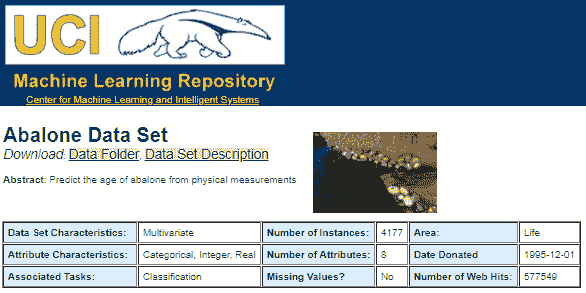 UCI
Machine Learning Repository
Center for Machine Learning and Intelligent Systems
Abalone Data Set
Download: Data Folder, Data Set Description
Abstract: Predict the age of abalone from physical measurements
Data Set Characteristics: Multivariate Number of Instances: 4177 Area: Life
Attribute Characteristics: Categorical, Integer, Real Number of Attributes: 8 Date Donated 1995-12-01
Associated Tasks: Classification Missing Values? No Number of Web Hits: 577549